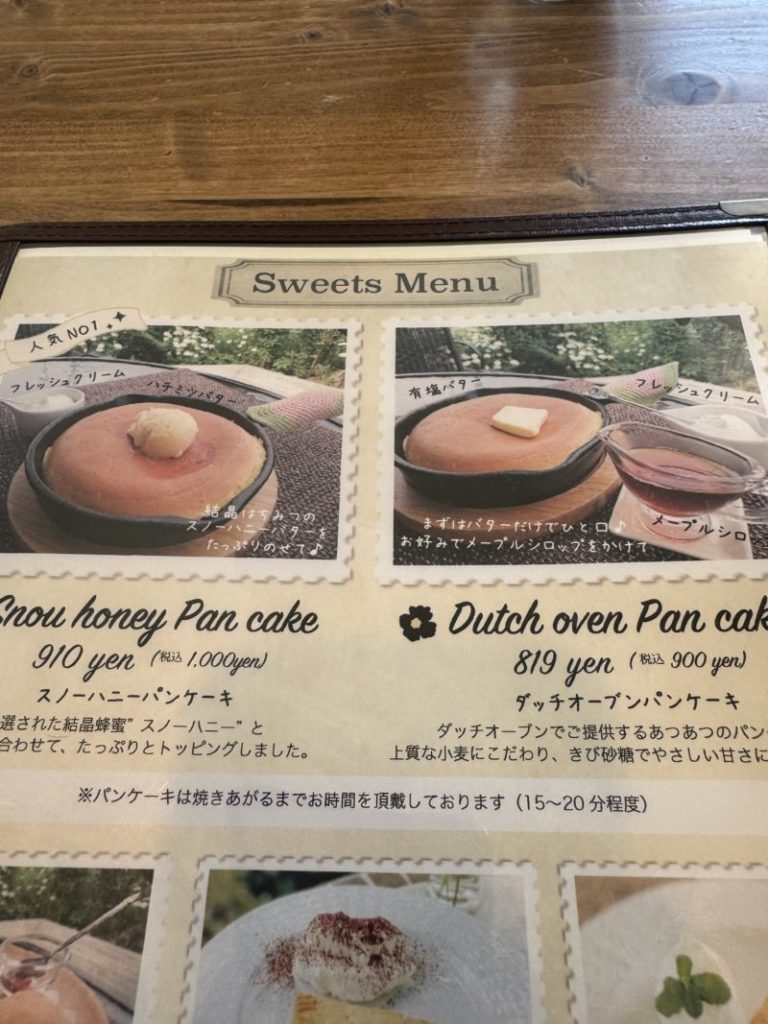 Sweets Menu
人気 NO1
フレッシュクリーム
ハチミツバター
結晶はちみつの
スノーハニーバターを
たっぷりのせて♪
有塩バター
フレッシュクリーム
まずはバターだけでひと口♪
お好みでメープルシロップをかけて
メープルシロ
Snou honey Pan cake
910 yen (税込 1.000yen)
スノーハニーパンケーキ
選された結晶蜂蜜"スノーハニー"と
合わせて、たっぷりとトッピングしました。
Dutch oven Pan cak
819 yen (税込 900 yen)
ダッチオーブンパンケーキ
ダッチオーブンでご提供するあつあつのパン
上質な小麦にこだわり、きび砂糖でやさしい甘さに
※パンケーキは焼きあがるまでお時間を頂戴しております（15〜20 分程度）